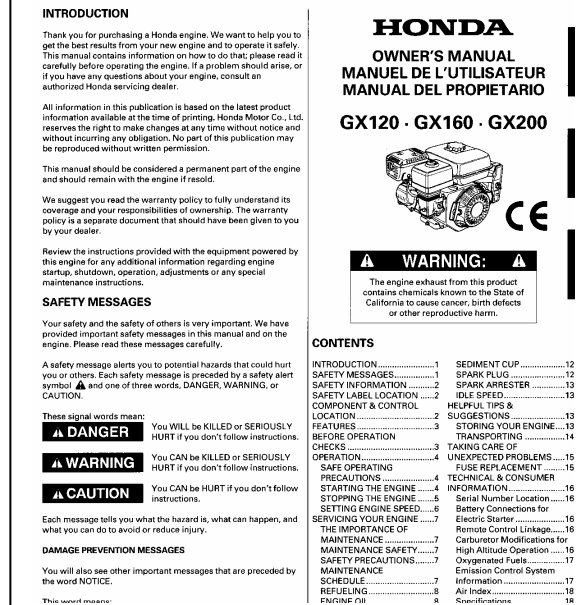 INTRODUCTION
Thank you for purchasing a Honda engine. We want to help you to
get the best results from your new engine and to operate it safely.
This manual contains information on how to do that; please read it
carefully before operating the engine. If a problem should arise, or
if you have any questions about your engine, consult an
authorized Honda servicing dealer.
All information in this publication is based on the latest product
information available at the time of printing. Honda Motor Co., Ltd.
reserves the right to make changes at any time without notice and
without incurring any obligation. No part of this publication may
be reproduced without written permission.
This manual should be considered a permanent part of the engine
and should remain with the engine if resold.
We suggest you read the warranty policy to fully understand its
coverage and your responsibilities of ownership. The warranty
policy is a separate document that should have been given to you
by your dealer.
Review the instructions provided with the equipment powered by
this engine for any additional information regarding engine
startup, shutdown, operation, adjustments or any special
maintenance instructions.
SAFETY MESSAGES
Your safety and the safety of others is very important. We have
provided important safety messages in this manual and on the
engine. Please read these messages carefully.
A safety message alerts you to potential hazards that could hurt
you or others. Each safety message is preceded by a safety alert
symbol and one of three words, DANGER, WARNING, or
CAUTION.
These signal words mean:
DANGER
You WILL be KILLED or SERIOUSLY
HURT if you don't follow instructions.
WARNING
You CAN be KILLED or SERIOUSLY
HURT if you don't follow instructions.
CAUTION
You CAN be HURT if you don't follow
instructions.
Each message tells you what the hazard is, what can happen, and
what you can do to avoid or reduce injury.
DAMAGE PREVENTION MESSAGES
You will also see other important messages that are preceded by
the word NOTICE.
This word means:
HONDA
OWNER'S MANUAL
MANUEL DE L'UTILISATEUR
MANUAL DEL PROPIETARIO
GX120 · GX160 · GX200
CE
WARNING:
The engine exhaust from this product
contains chemicals known to the State of
California to cause cancer, birth defects
or other reproductive harm.
CONTENTS
INTRODUCTION.................1
SAFETY MESSAGES.............1
SAFETY INFORMATION .........2
SAFETY LABEL LOCATION .....2
COMPONENT & CONTROL
LOCATION.......................2
FEATURES.......................3
BEFORE OPERATION
CHECKS.........................3
OPERATION......................4
SAFE OPERATING
PRECAUTIONS ..................4
STARTING THE ENGINE ......4
STOPPING THE ENGINE ......5
SETTING ENGINE SPEED......6
SERVICING YOUR ENGINE.....7
THE IMPORTANCE OF
MAINTENANCE ................7
MAINTENANCE SAFETY......7
SAFETY PRECAUTIONS.......7
MAINTENANCE
SCHEDULE......................7
REFUELING......................8
ENGINE OIL.....................8
SEDIMENT CUP.................12
SPARK PLUG ..................12
SPARK ARRESTER ............13
IDLE SPEED...................13
HELPFUL TIPS &
SUGGESTIONS..................13
STORING YOUR ENGINE....13
TRANSPORTING ...............14
TAKING CARE OF
UNEXPECTED PROBLEMS .....15
FUSE REPLACEMENT .........15
TECHNICAL & CONSUMER
INFORMATION...................16
Serial Number Location ......16
Battery Connections for
Electric Starter................16
Remote Control Linkage......16
Carburetor Modifications for
High Altitude Operation ......16
Oxygenated Fuels..............17
Emission Control System
Information ....................17
Air Index.......................18
Specifications..................18